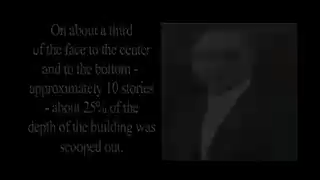 On about a third
of the face to the center
and to the bottom -
approximately 10 stories
- about 25% of the
depth of the building was
scooped out.